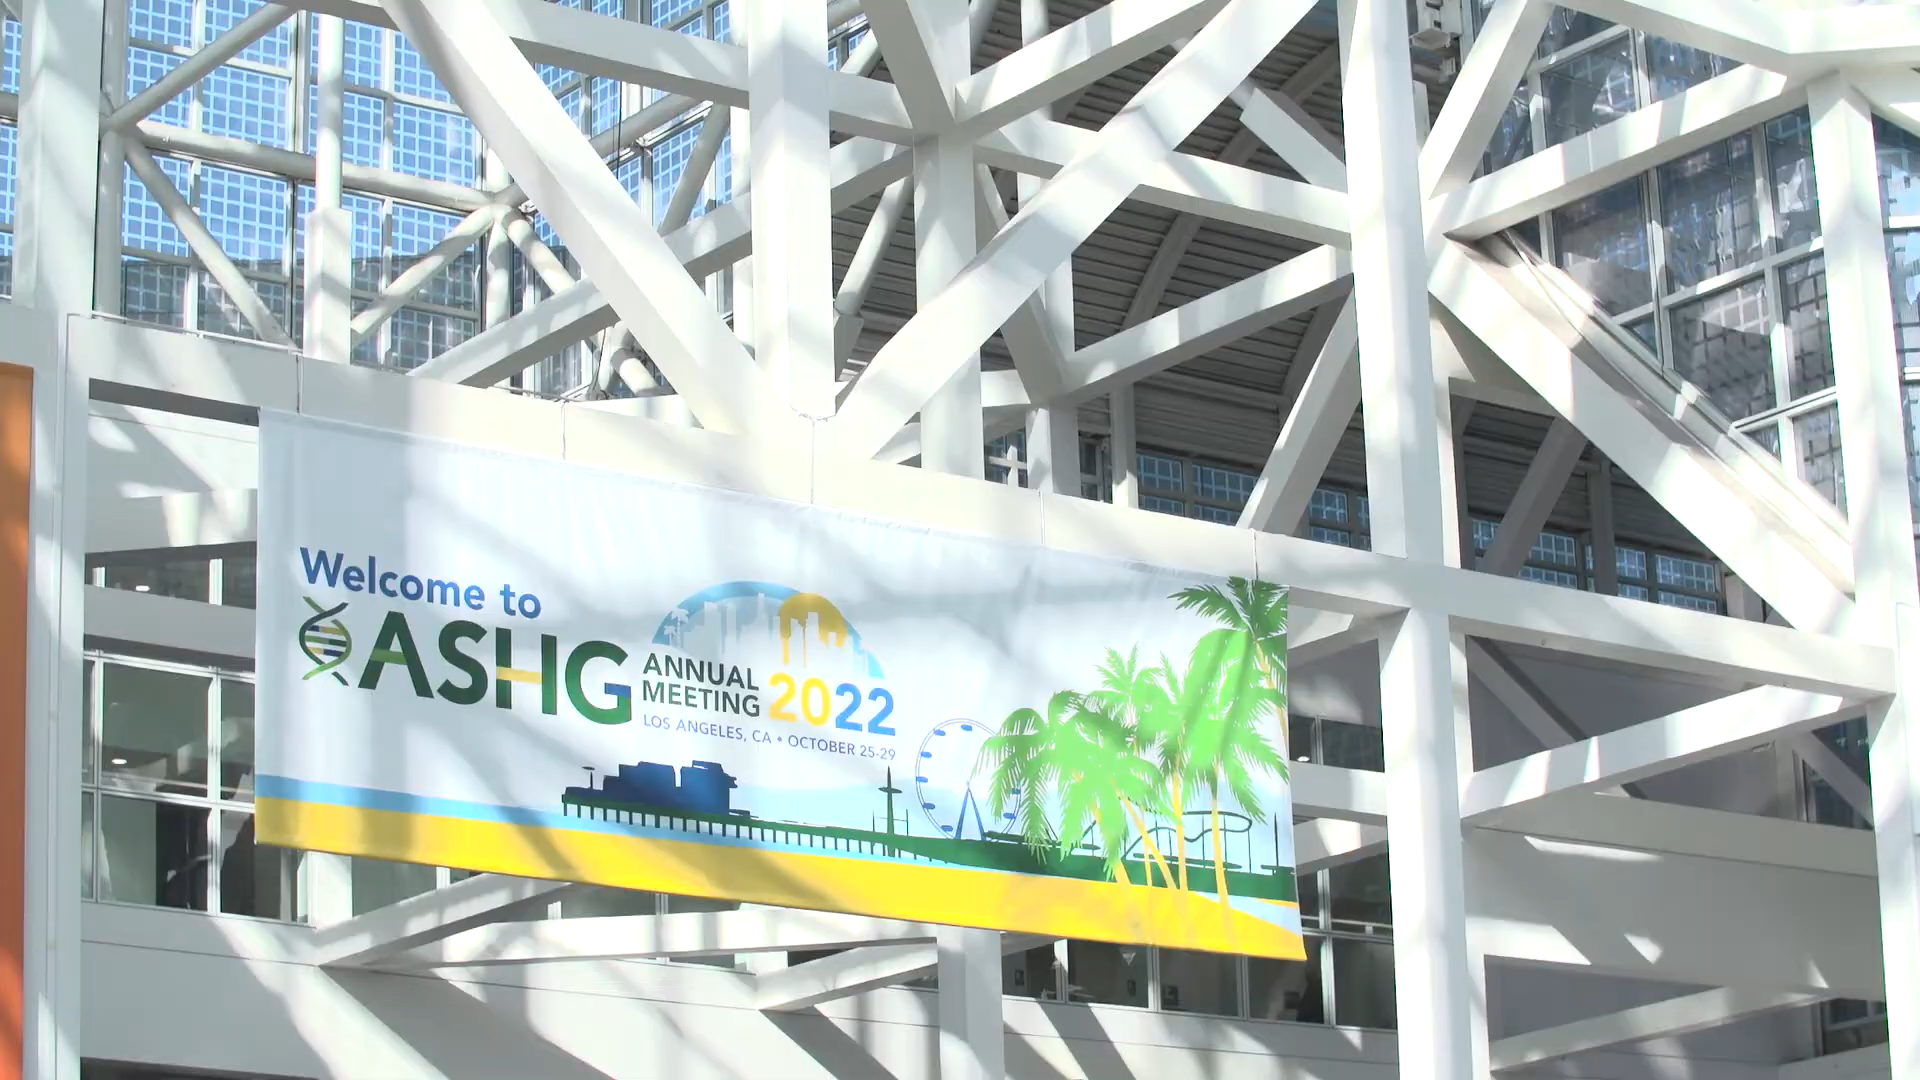 Welcome to
ASHG
ANNUAL
MEETING 2022
LOS ANGELES, CA • OCTOBER 25-29